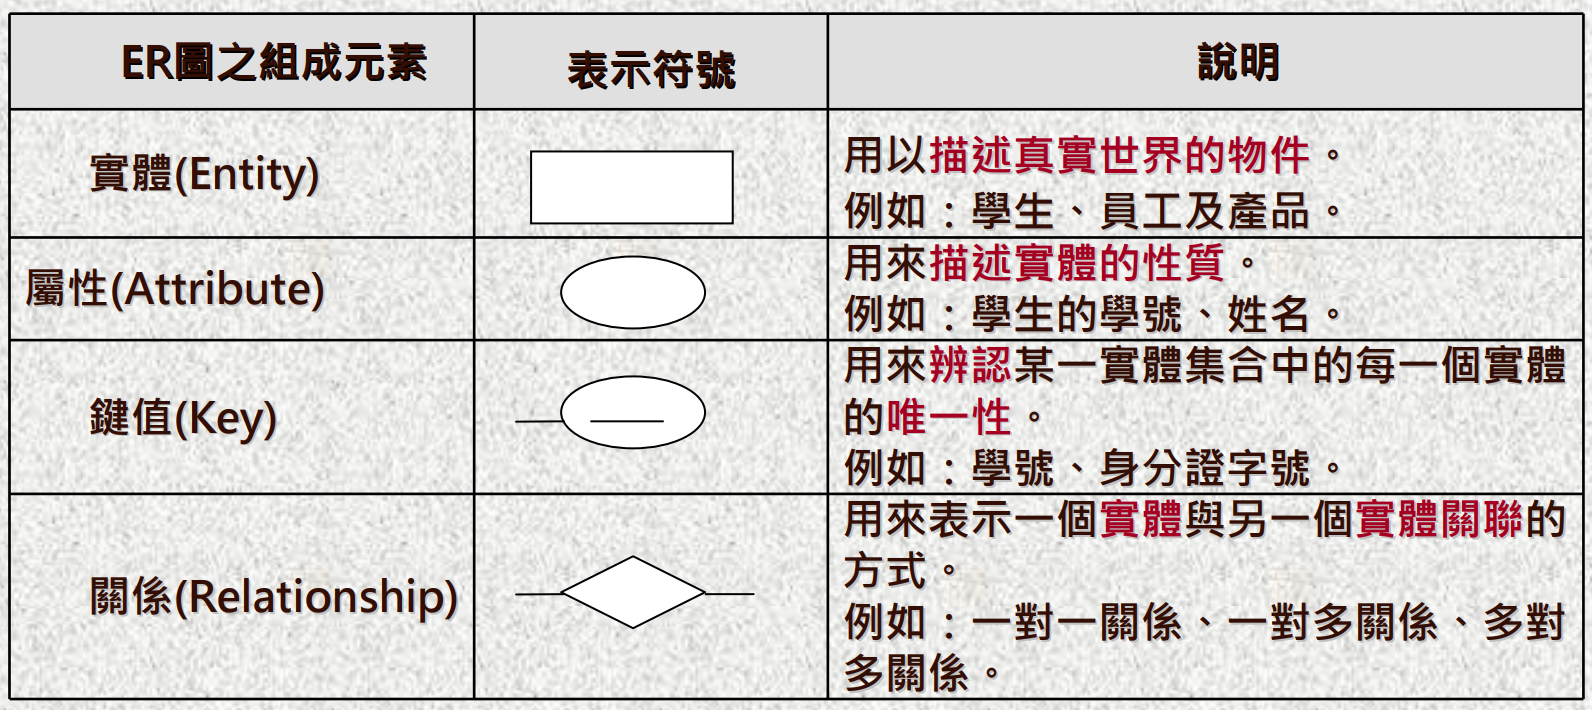 ER圖之組成元素
表示符號
說明
實體(Entity)
用以描述真實世界的物件。
例如：學生、員工及產品。
屬性(Attribute)
用來描述實體的性質。
例如：學生的學號、姓名。
鍵值(Key)
用來辨認某一實體集合中的每一個實體
的唯一性。
例如：學號、身分證字號。
關係(Relationship)
用來表示一個實體與另一個實體關聯的
方式。
例如：一對一關係、一對多關係、多對
多關係。